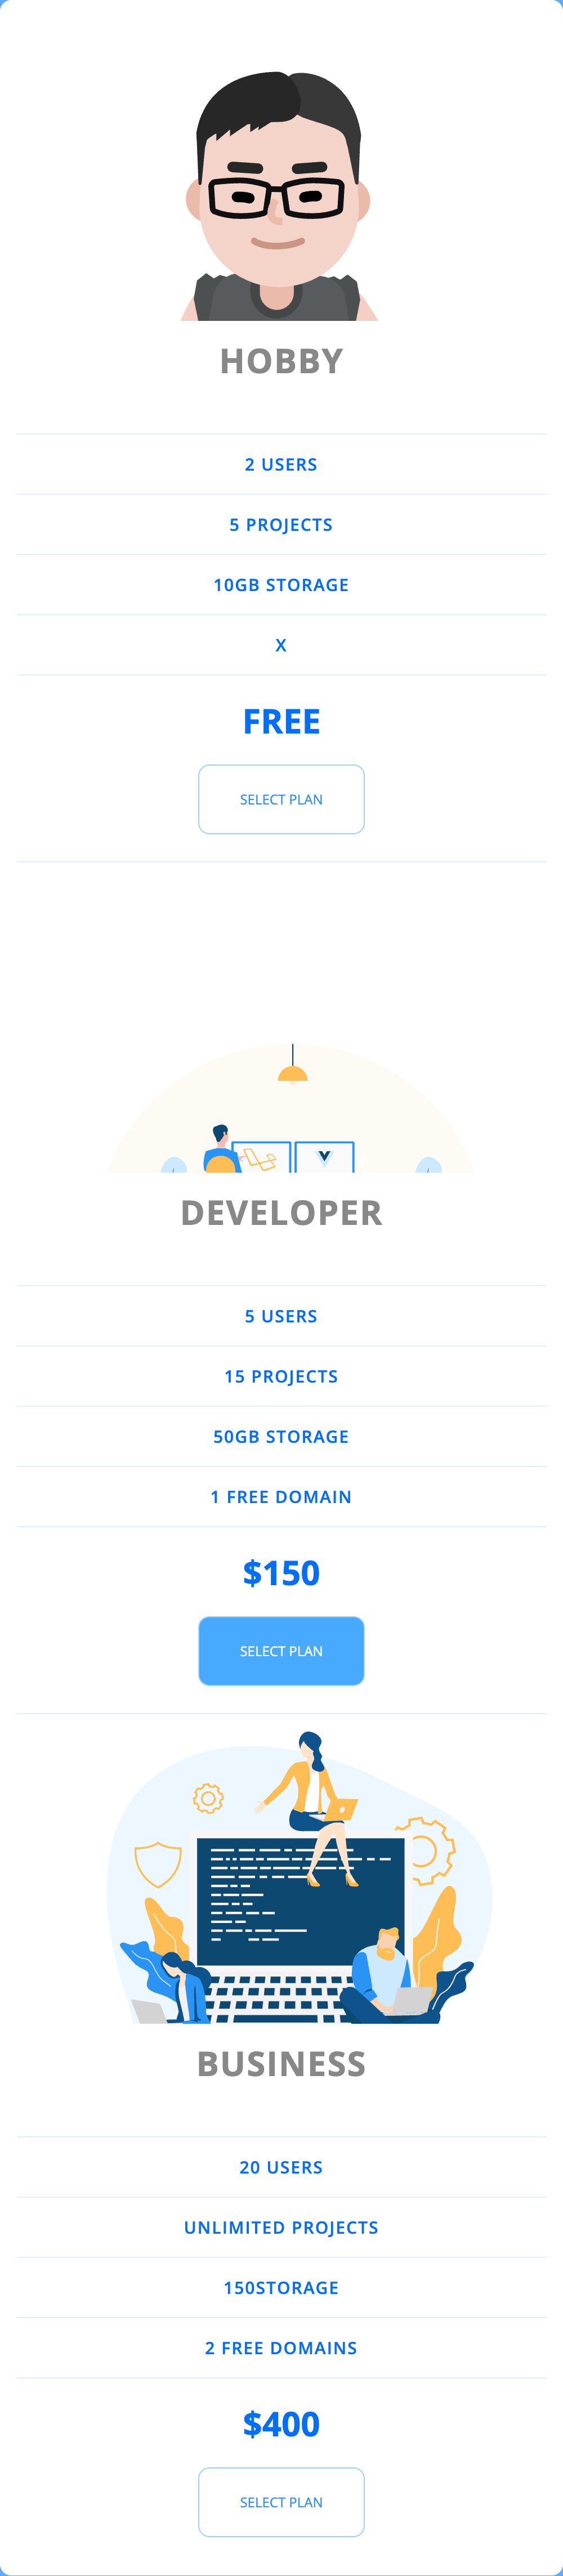 HOBBY
2 USERS
5 PROJECTS
10GB STORAGE
X
FREE
SELECT PLAN
DEVELOPER
5 USERS
15 PROJECTS
50GB STORAGE
1 FREE DOMAIN
$150
SELECT PLAN
BUSINESS
20 USERS
UNLIMITED PROJECTS
150STORAGE
2 FREE DOMAINS
$400
SELECT PLAN